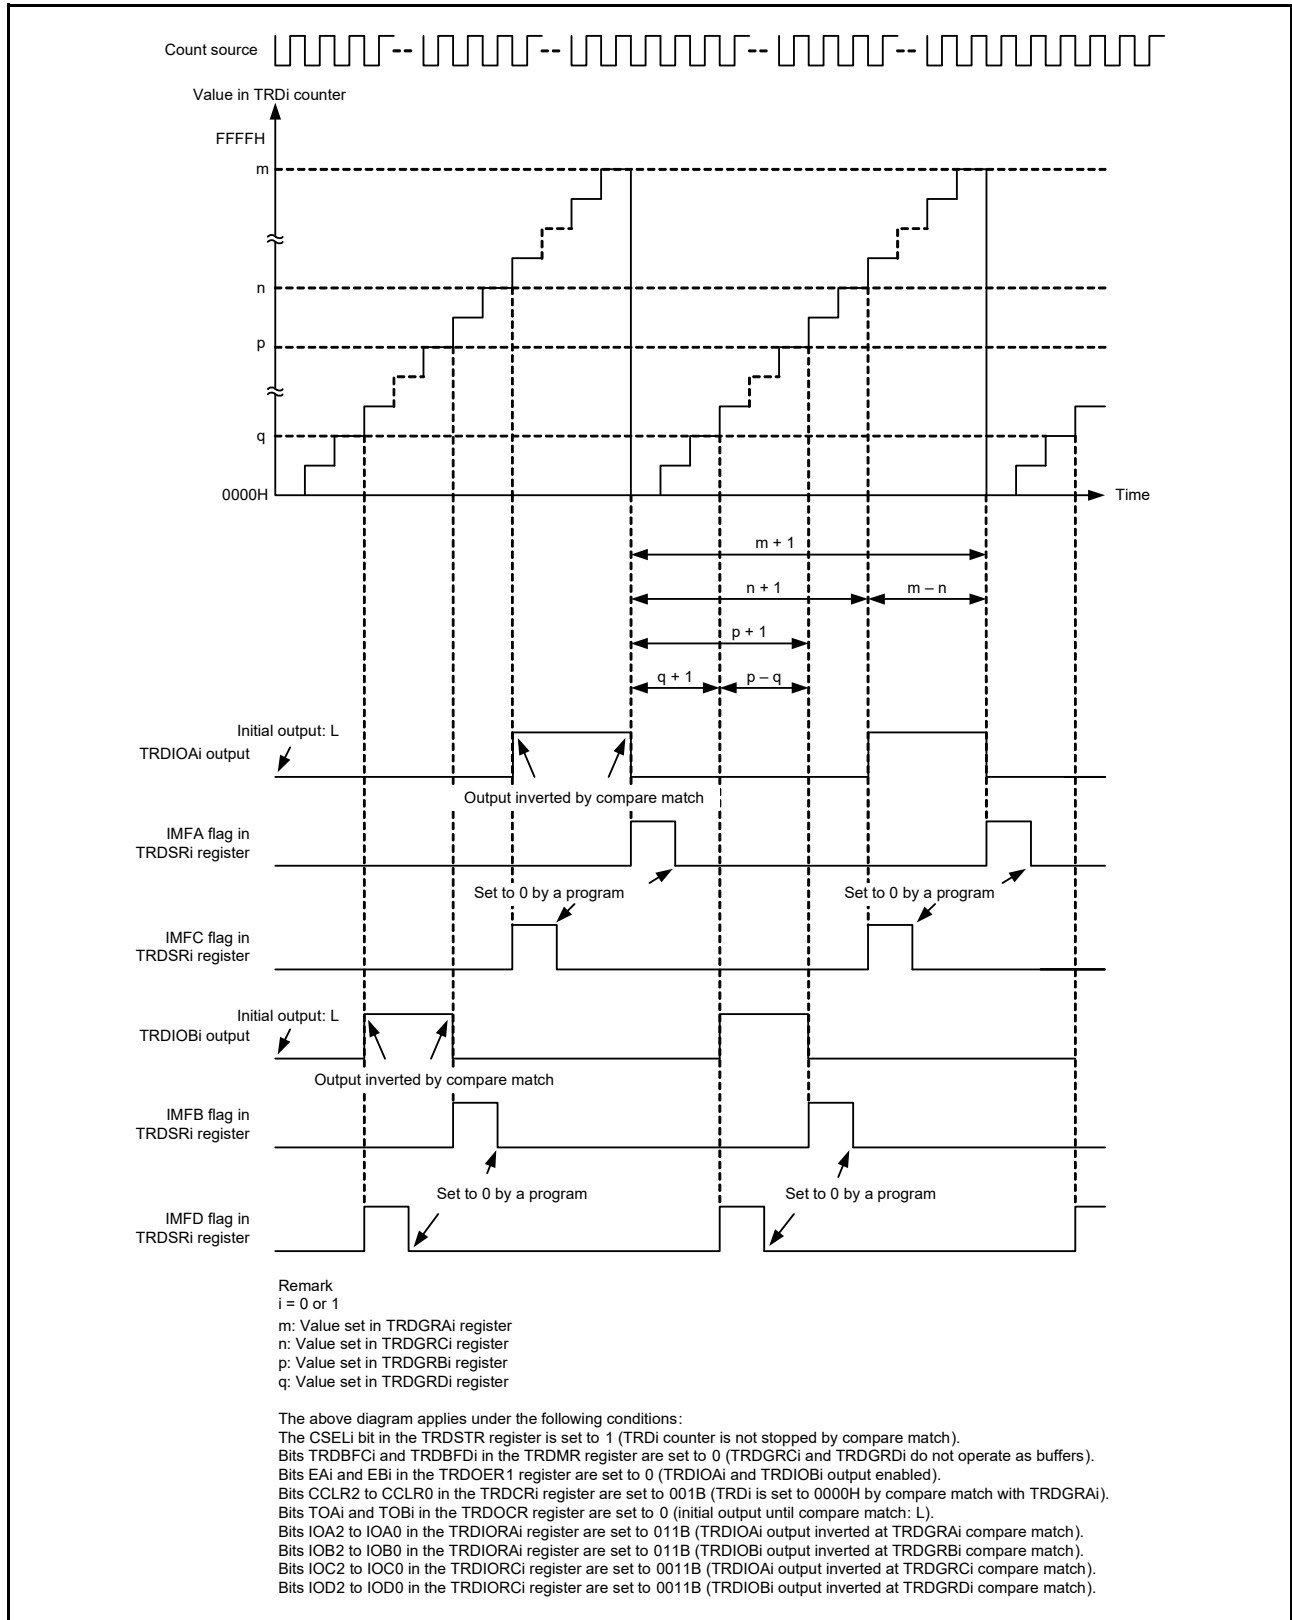 Count source
Value in TRDi counter
FFFFH
m
n
p
q
0000H
Time
m + 1
n + 1
m – n
p + 1
q + 1
p – q
Initial output: L
TRDIOAi output
Output inverted by compare match
IMFA flag in
TRDSRi register
Set to 0 by a program
Set to 0 by a program
IMFC flag in
TRDSRi register
Initial output: L
TRDIOBi output
Output inverted by compare match
IMFB flag in
TRDSRi register
Set to 0 by a program
Set to 0 by a program
IMFD flag in
TRDSRi register
Remark
i = 0 or 1
m: Value set in TRDGRAi register
n: Value set in TRDGRCi register
p: Value set in TRDGRBi register
q: Value set in TRDGRDi register
The above diagram applies under the following conditions:
The CSELi bit in the TRDSTR register is set to 1 (TRDi counter is not stopped by compare match).
Bits TRDBFCi and TRDBFDi in the TRDMR register are set to 0 (TRDGRCi and TRDGRDi do not operate as buffers).
Bits EAi and EBi in the TRDOER1 register are set to 0 (TRDIOAi and TRDIOBi output enabled).
Bits CCLR2 to CCLR0 in the TRDCRi register are set to 001B (TRDi is set to 0000H by compare match with TRDGRAi).
Bits TOAi and TOBi in the TRDOCR register are set to 0 (initial output until compare match: L).
Bits IOA2 to IOA0 in the TRDIORAi register are set to 011B (TRDIOAi output inverted at TRDGRAi compare match).
Bits IOB2 to IOB0 in the TRDIORAi register are set to 011B (TRDIOBi output inverted at TRDGRBi compare match).
Bits IOC2 to IOC0 in the TRDIORCi register are set to 0011B (TRDIOAi output inverted at TRDGRCi compare match).
Bits IOD2 to IOD0 in the TRDIORCi register are set to 0011B (TRDIOBi output inverted at TRDGRDi compare match).